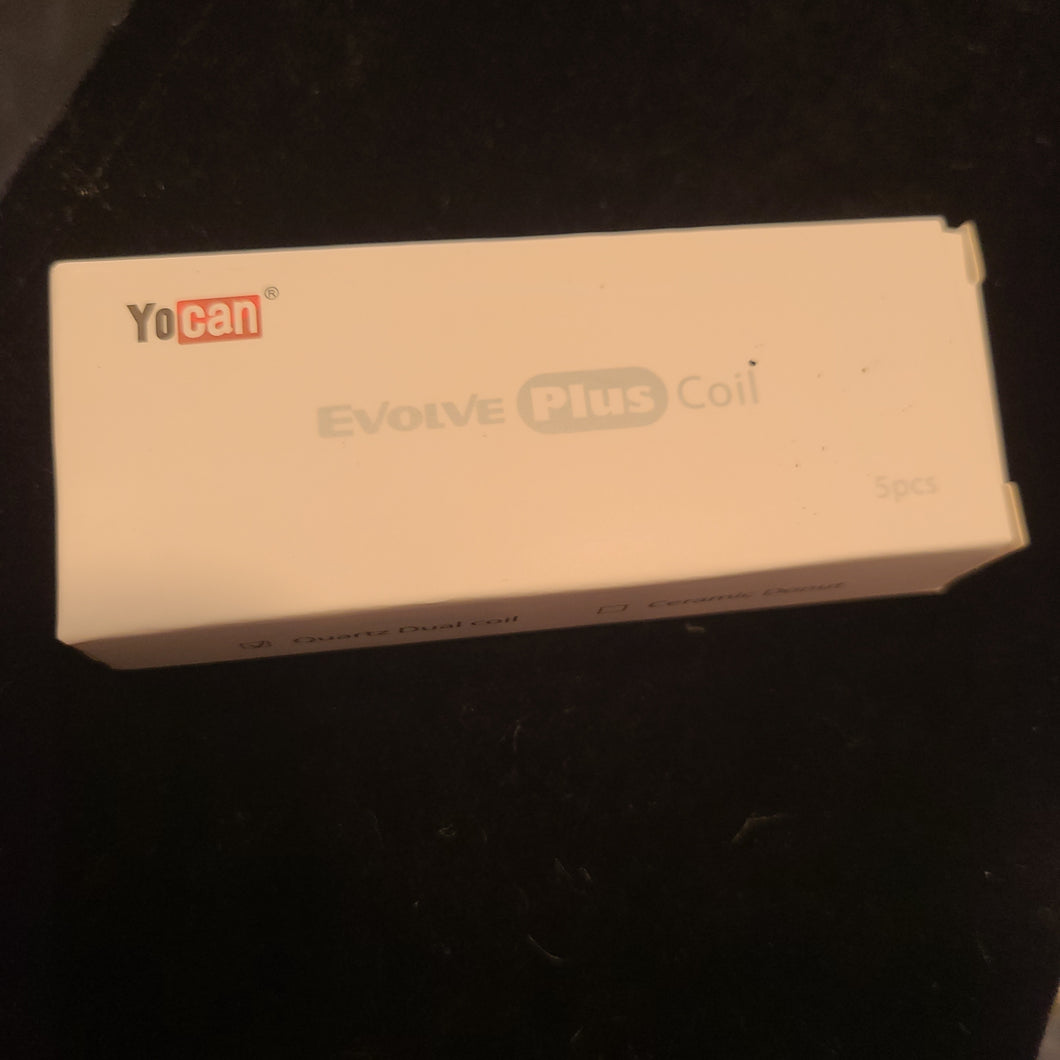 Yocan®
EVOLVE Plus Coil
5pcs
Quartz Dual coil
Ceramic Donut